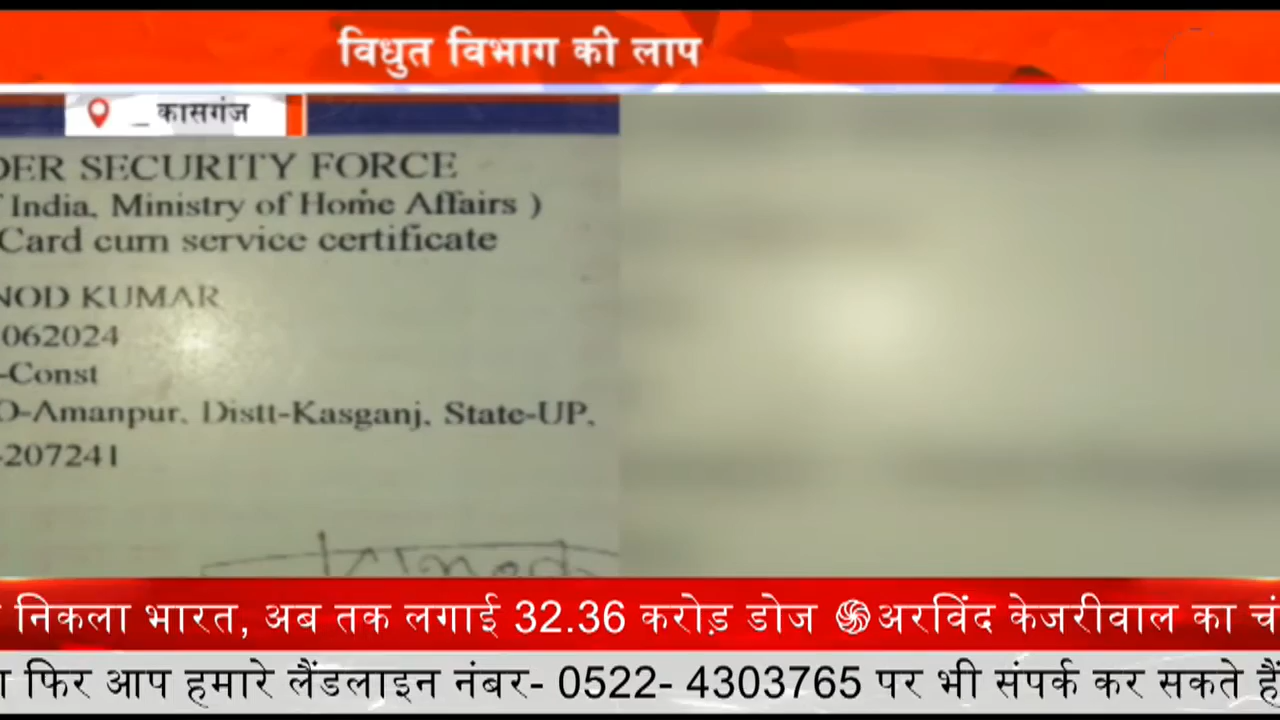 विधुत विभाग की लाप
_ कासगंज
DER SECURITY FORCE
India, Ministry of Home Affairs )
Card cum service certificate
NOD KUMAR
062024
-Const
O-Amanpur, Distt-Kasganj, State-UP,
-207241
निकला भारत, अब तक लगाई 32.36 करोड़ डोज अरविंद केजरीवाल का चं
फिर आप हमारे लैंडलाइन नंबर- 0522- 4303765 पर भी संपर्क कर सकते हैं